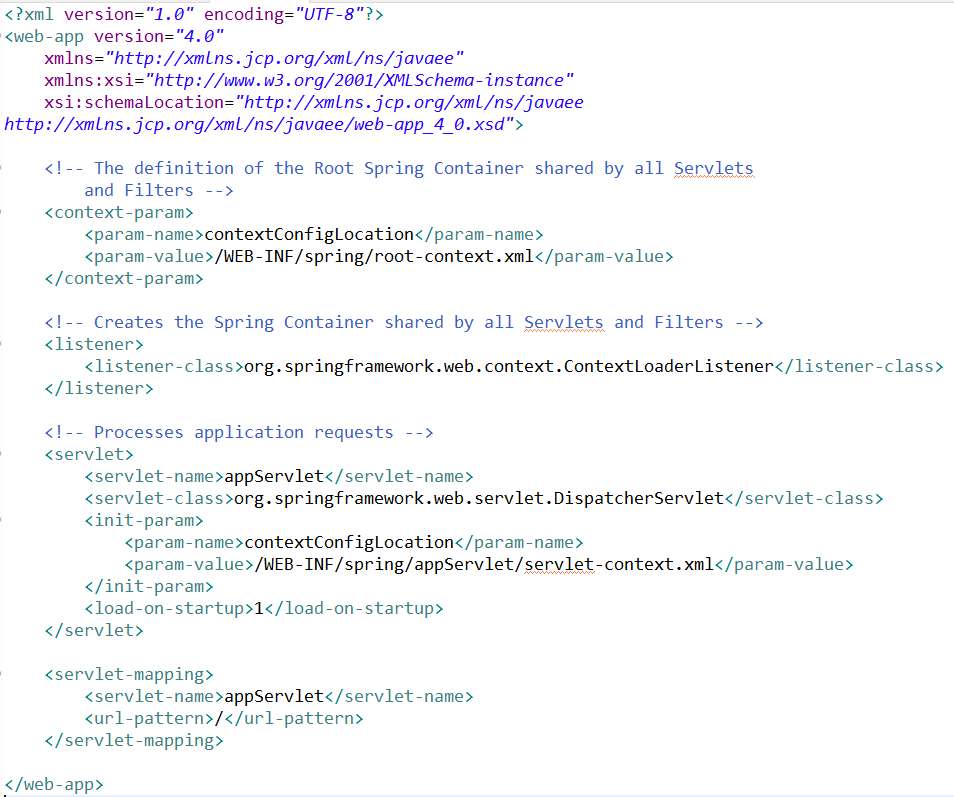 <?xml version="1.0" encoding="UTF-8"?>
<web-app version="4.0"
    xmlns="http://xmlns.jcp.org/xml/ns/javaee"
    xmlns:xsi="http://www.w3.org/2001/XMLSchema-instance"
    xsi:schemaLocation="http://xmlns.jcp.org/xml/ns/javaee
http://xmlns.jcp.org/xml/ns/javaee/web-app_4_0.xsd">

    <!-- The definition of the Root Spring Container shared by all Servlets
        and Filters -->
    <context-param>
        <param-name>contextConfigLocation</param-name>
        <param-value>/WEB-INF/spring/root-context.xml</param-value>
    </context-param>

    <!-- Creates the Spring Container shared by all Servlets and Filters -->
    <listener>
        <listener-class>org.springframework.web.context.ContextLoaderListener</listener-class>
    </listener>

    <!-- Processes application requests -->
    <servlet>
        <servlet-name>appServlet</servlet-name>
        <servlet-class>org.springframework.web.servlet.DispatcherServlet</servlet-class>
        <init-param>
            <param-name>contextConfigLocation</param-name>
            <param-value>/WEB-INF/spring/appServlet/servlet-context.xml</param-value>
        </init-param>
        <load-on-startup>1</load-on-startup>
    </servlet>

    <servlet-mapping>
        <servlet-name>appServlet</servlet-name>
        <url-pattern>/</url-pattern>
    </servlet-mapping>

</web-app>